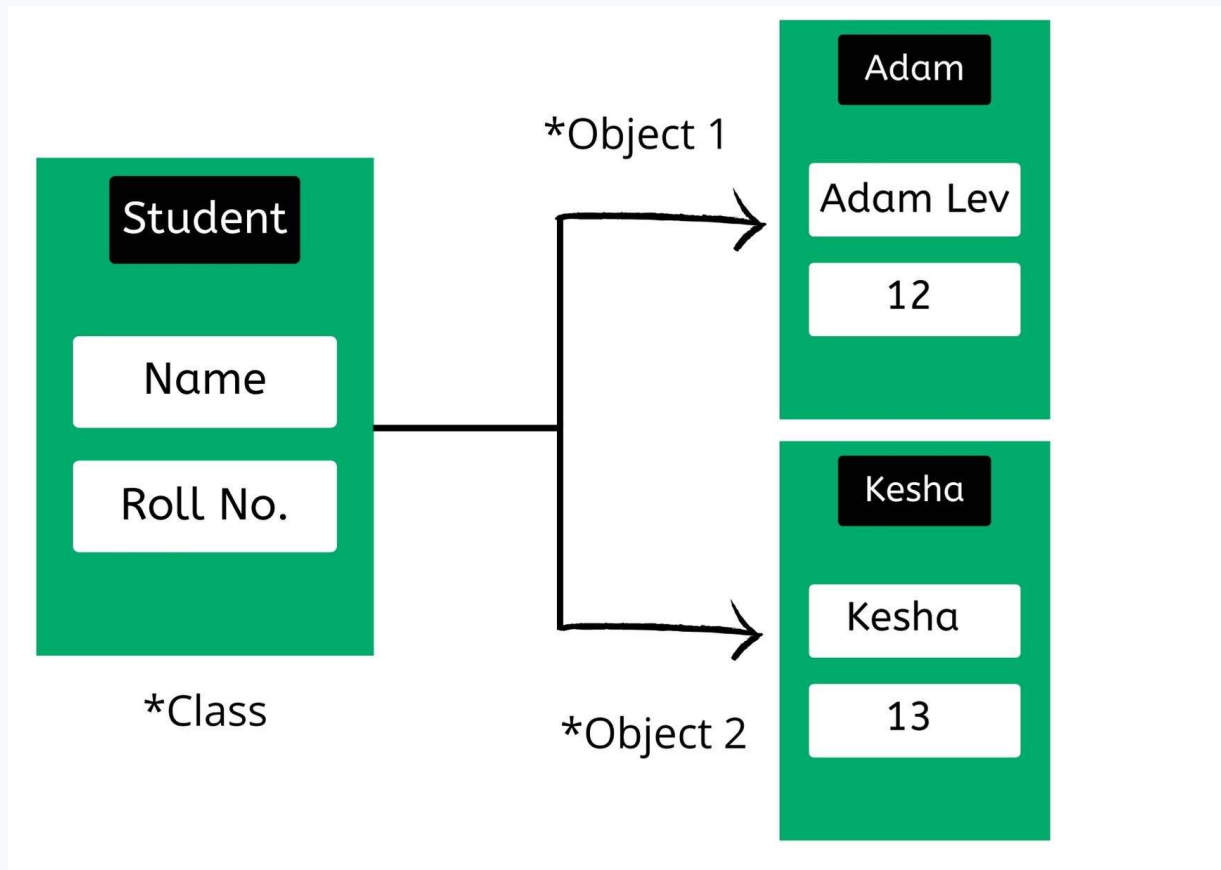 Student
Name
Roll No.
*Class
*Object 1
Adam
Adam Lev
12
*Object 2
Kesha
Kesha
13